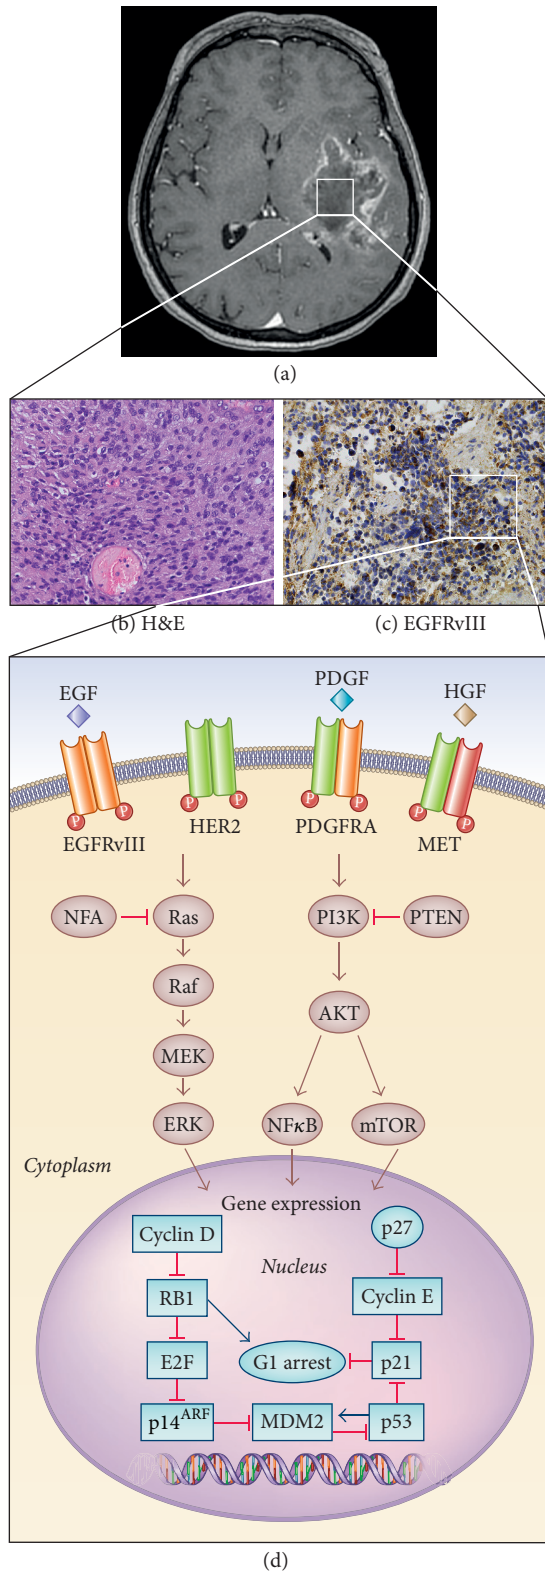 (a)
(b) H&E
(c) EGFRvIII
EGF
PDGF
HGF
P P
P P
P P
P P
EGFRvIII
HER2
PDGFRA
MET
NFA
Ras
PI3K
PTEN
Raf
AKT
MEK
ERK
NFκB
mTOR
Cytoplasm
Gene expression
Cyclin D
p27
Nucleus
RB1
Cyclin E
E2F
G1 arrest
p21
p14ARF
MDM2
p53
(d)